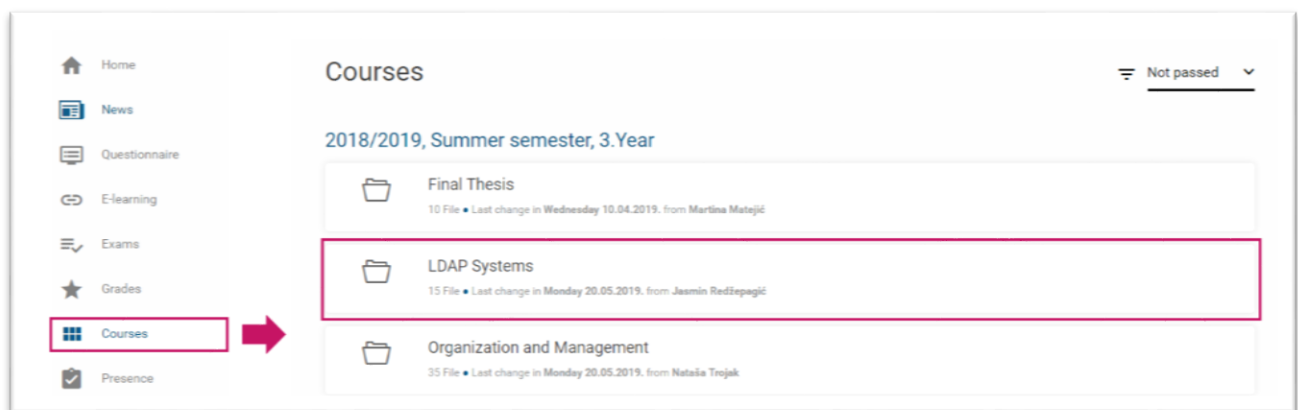 Home
News
Questionnaire
E-learning
Exams
Grades
Courses
Presence
Courses
Not passed
2018/2019, Summer semester, 3.Year
Final Thesis
10 File • Last change in Wednesday 10.04.2019. from Martina Matejić
LDAP Systems
15 File • Last change in Monday 20.05.2019. from Jasmin Redžepagić
Organization and Management
35 File • Last change in Monday 20.05.2019. from Nataša Trojak